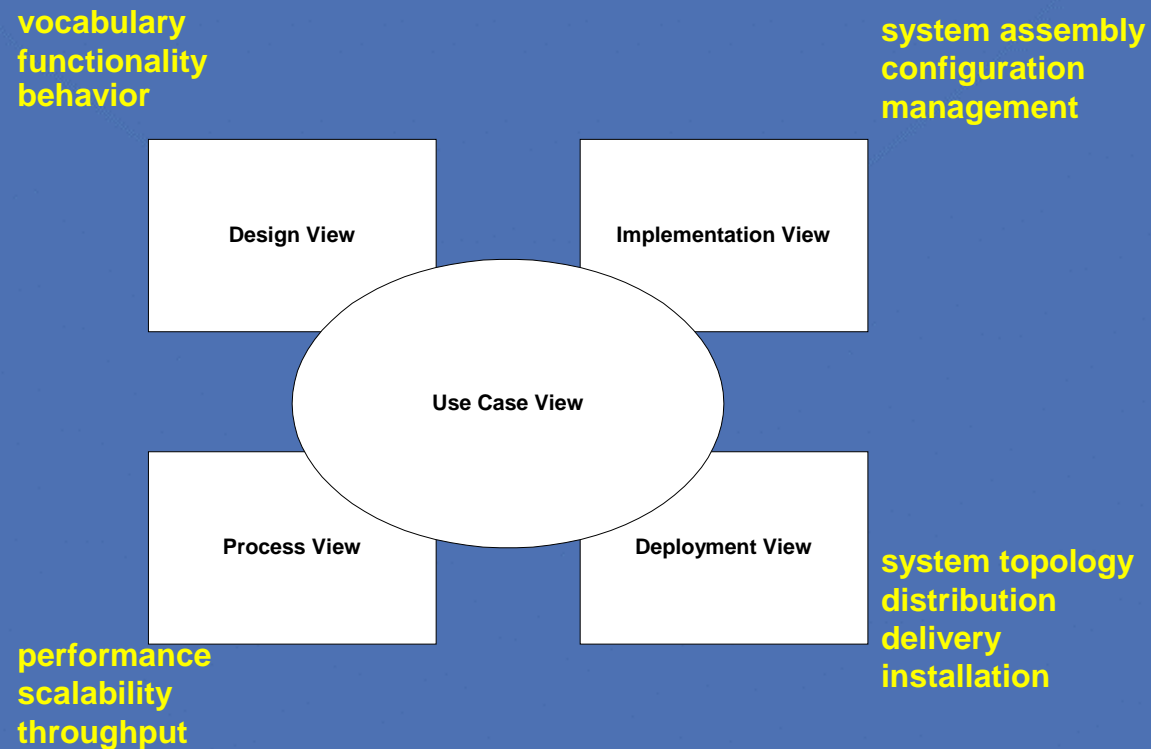 vocabulary
functionality
behavior
system assembly
configuration
management
Design View
Implementation View
Use Case View
Process View
Deployment View
system topology
distribution
delivery
installation
performance
scalability
throughput